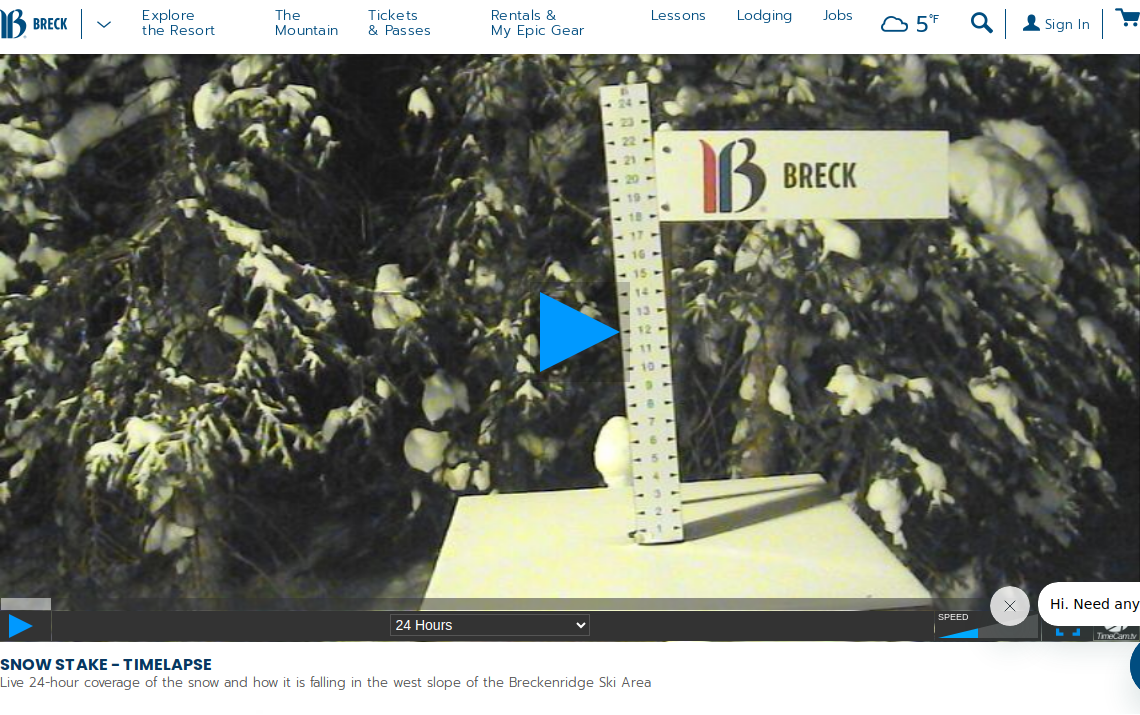 BRECK
Explore
the Resort
The
Mountain
Tickets
& Passes
Rentals &
My Epic Gear
Lessons
Lodging
Jobs
5°F
Sign In
24
23
22
21
20
19
18
17
16
15
14
13
12
11
10
9
8
7
6
5
4
3
2
1
B BRECK
24 Hours
SPEED
Hi. Need any
TimeCam.tv
SNOW STAKE - TIMELAPSE
Live 24-hour coverage of the snow and how it is falling in the west slope of the Breckenridge Ski Area